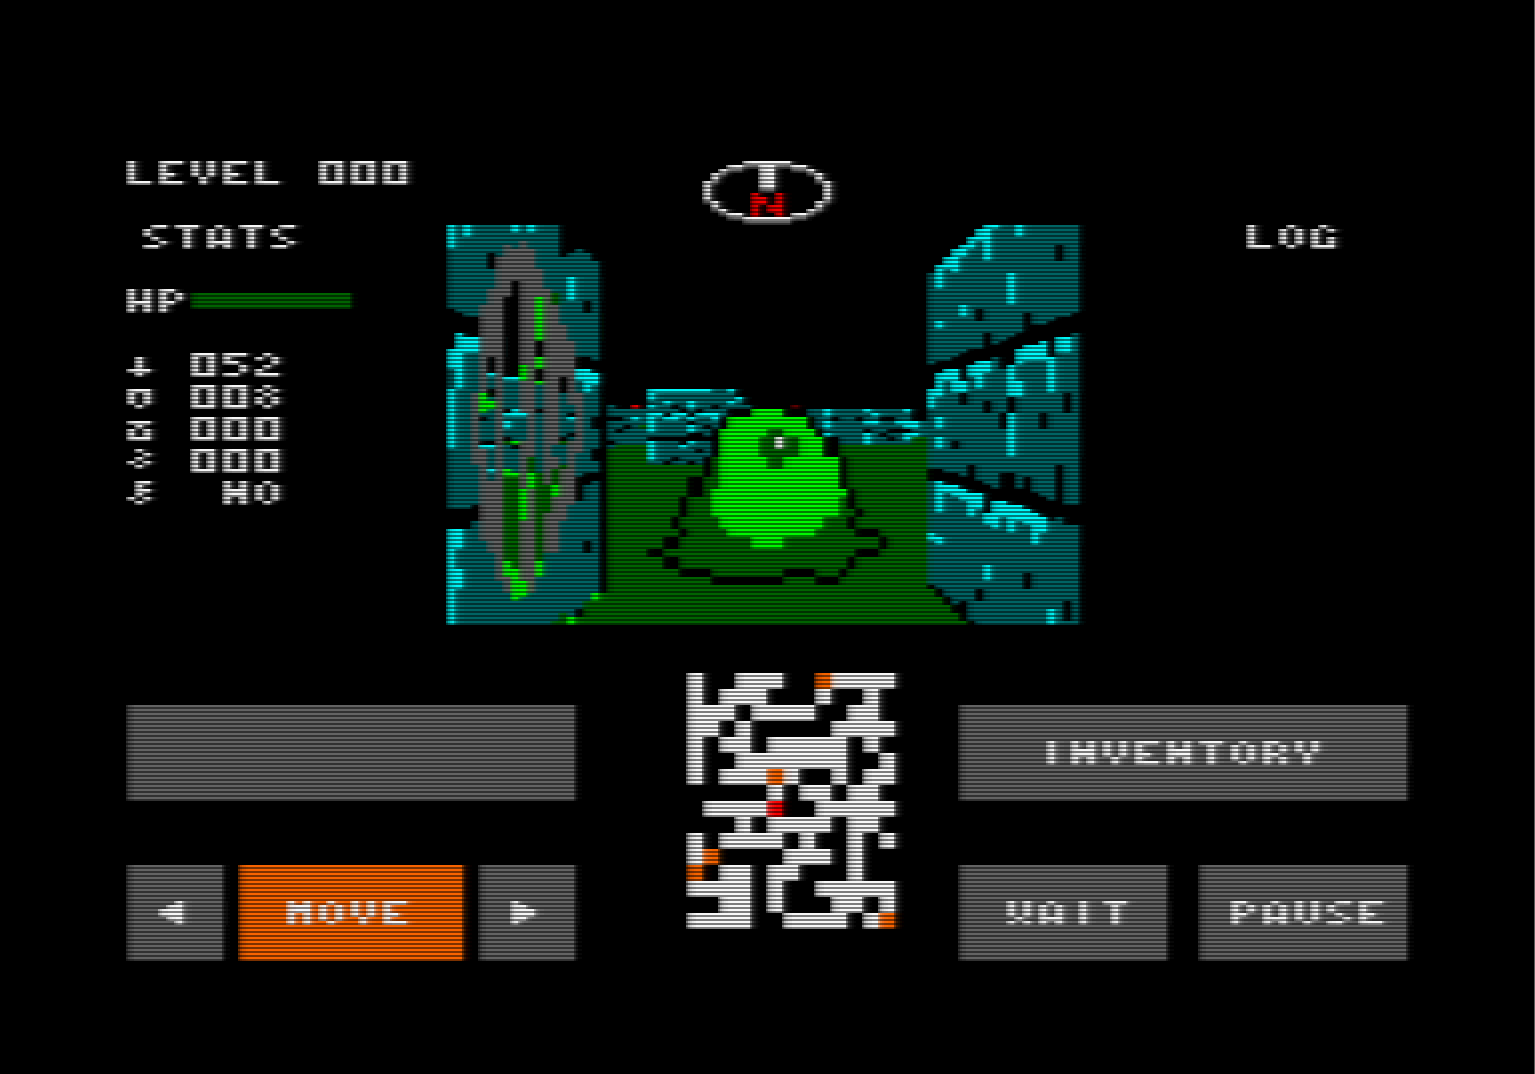 LEVEL 000
N
STATS
LOG
HP
052
008
000
000
NO
INVENTORY
MOVE
WAIT
PAUSE